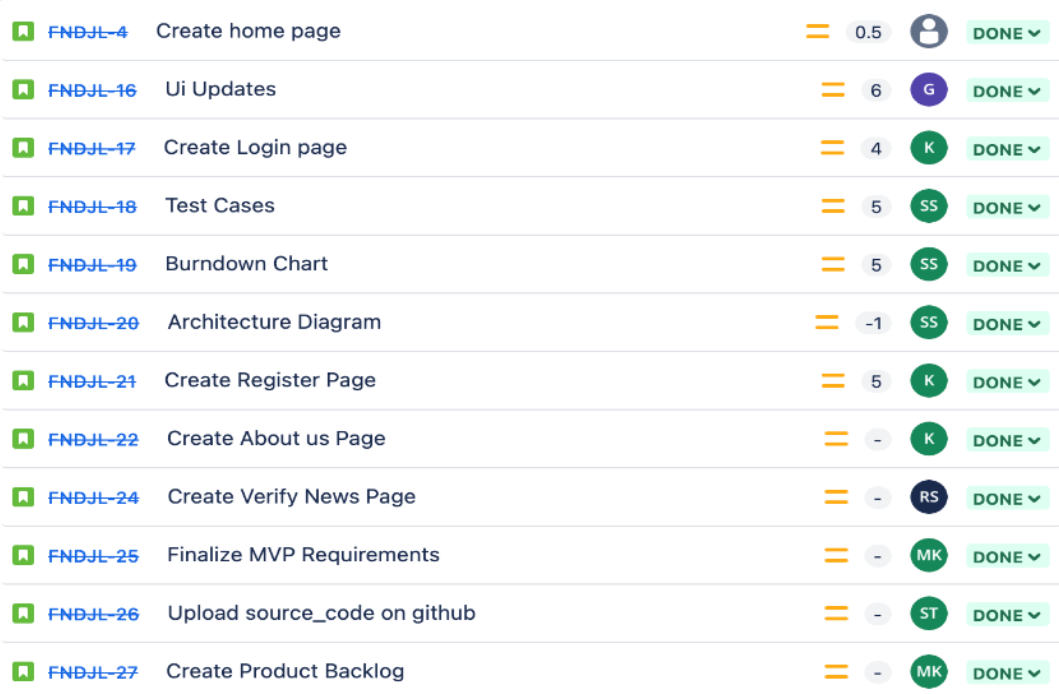 FNDJL-4 Create home page 0.5 DONE
FNDJL-16 Ui Updates 6 G DONE
FNDJL-17 Create Login page 4 K DONE
FNDJL-18 Test Cases 5 SS DONE
FNDJL-19 Burndown Chart 5 SS DONE
FNDJL-20 Architecture Diagram -1 SS DONE
FNDJL-21 Create Register Page 5 K DONE
FNDJL-22 Create About us Page - K DONE
FNDJL-24 Create Verify News Page - RS DONE
FNDJL-25 Finalize MVP Requirements - MK DONE
FNDJL-26 Upload source_code on github - ST DONE
FNDJL-27 Create Product Backlog - MK DONE